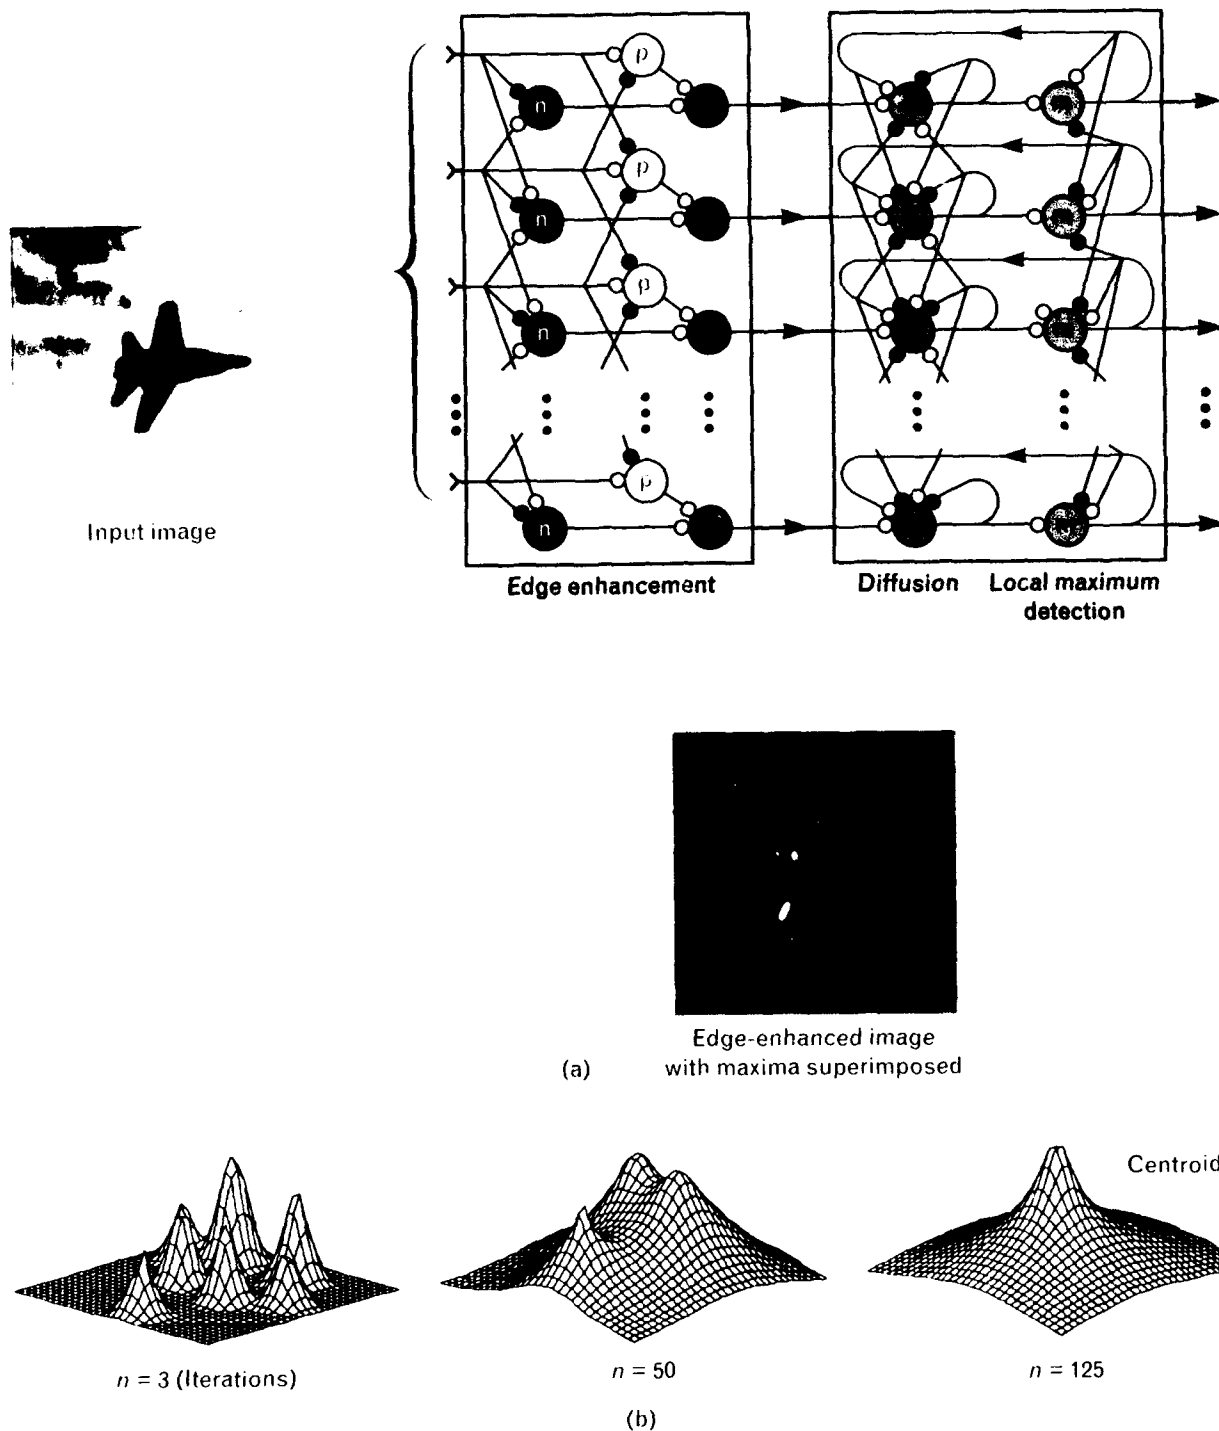 p
n
p
n
p
n
p
n
Input image
Edge enhancement
Diffusion
Local maximum
detection
Edge-enhanced image
with maxima superimposed
(a)
Centroid
n = 3 (Iterations)
n = 50
n = 125
(b)